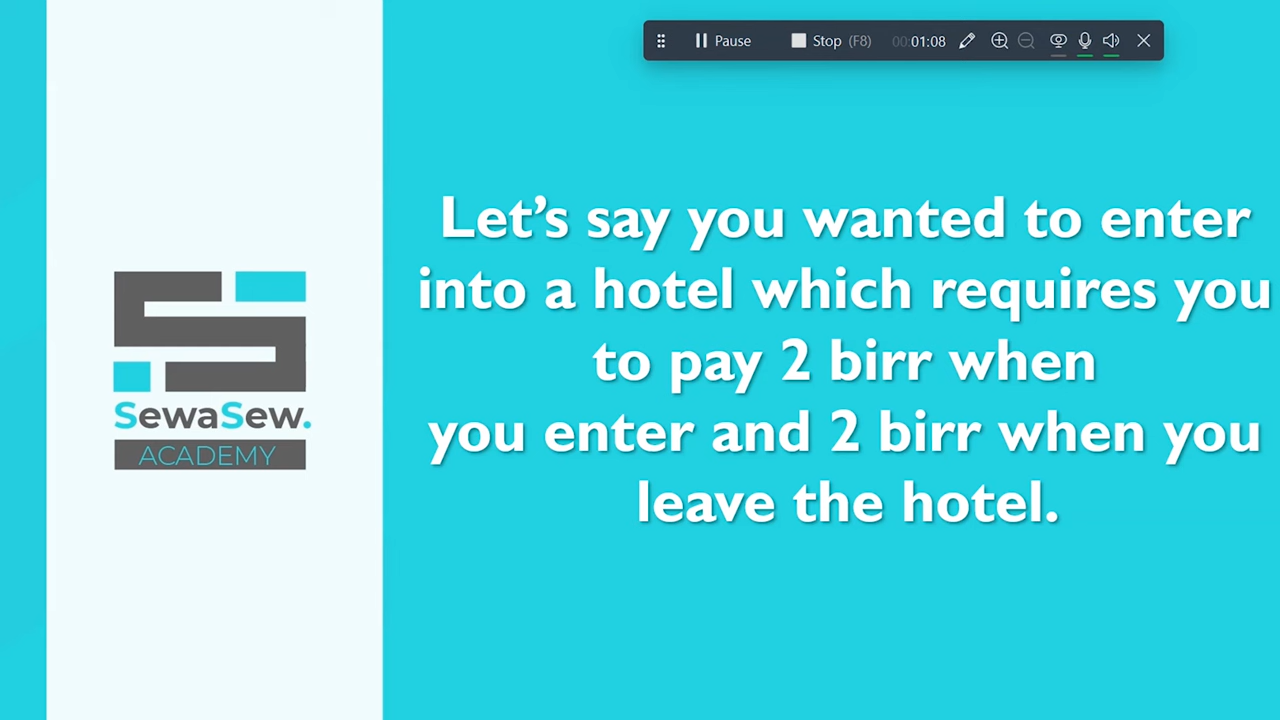 Pause
Stop (F8)
00:01:08
Let's say you wanted to enter
into a hotel which requires you
to pay 2 birr when
you enter and 2 birr when you
leave the hotel.
SewaSew.
ACADEMY